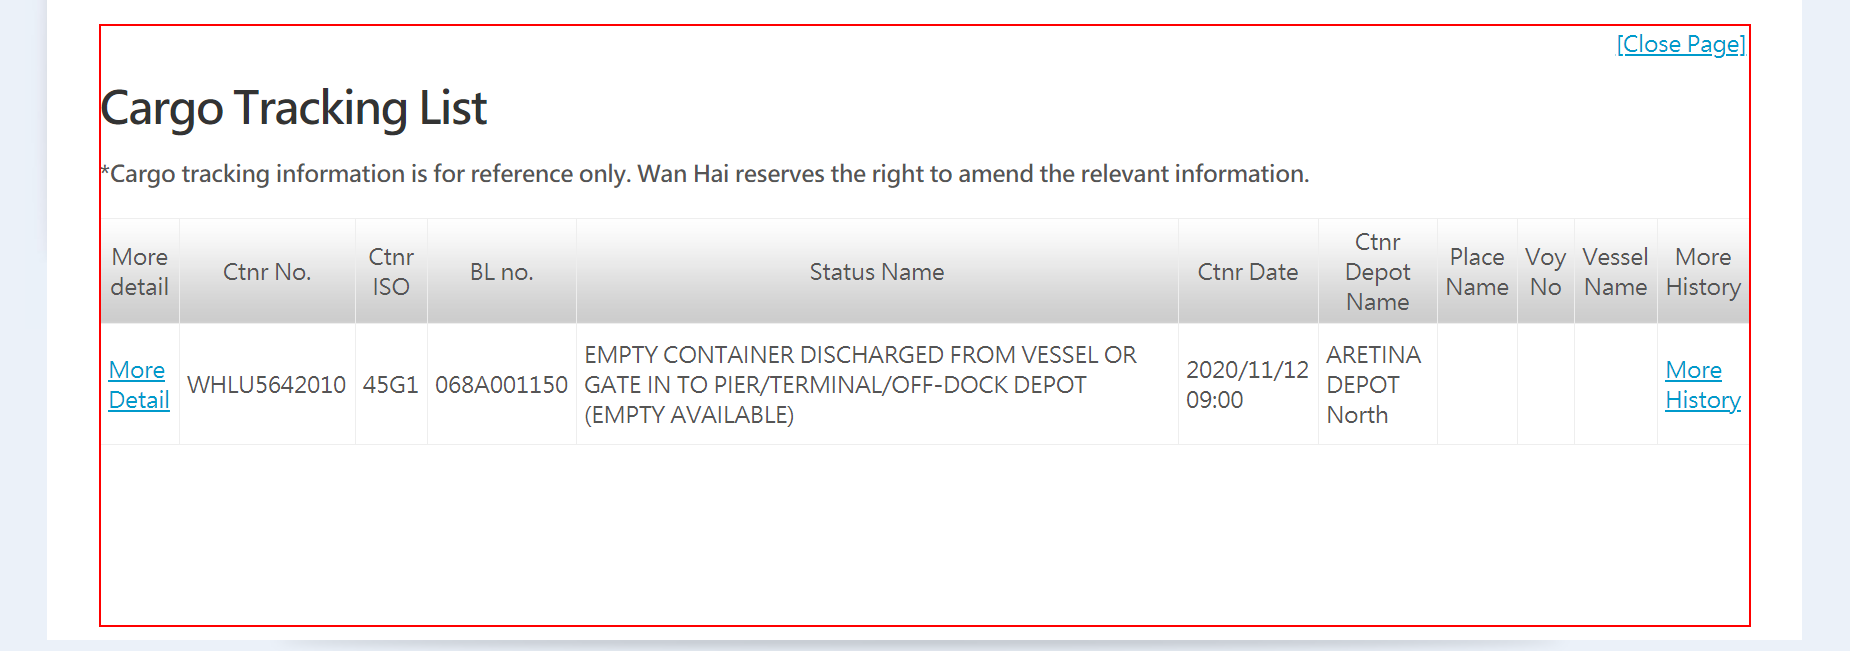 [Close Page]
Cargo Tracking List
*Cargo tracking information is for reference only. Wan Hai reserves the right to amend the relevant information.
More detail
Ctnr No.
Ctnr ISO
BL no.
Status Name
Ctnr Date
Ctnr Depot Name
Place Name
Voy No
Vessel Name
More History
More Detail
WHLU5642010
45G1
068A001150
EMPTY CONTAINER DISCHARGED FROM VESSEL OR
GATE IN TO PIER/TERMINAL/OFF-DOCK DEPOT
(EMPTY AVAILABLE)
2020/11/12
09:00
ARETINA
DEPOT
North
More
History